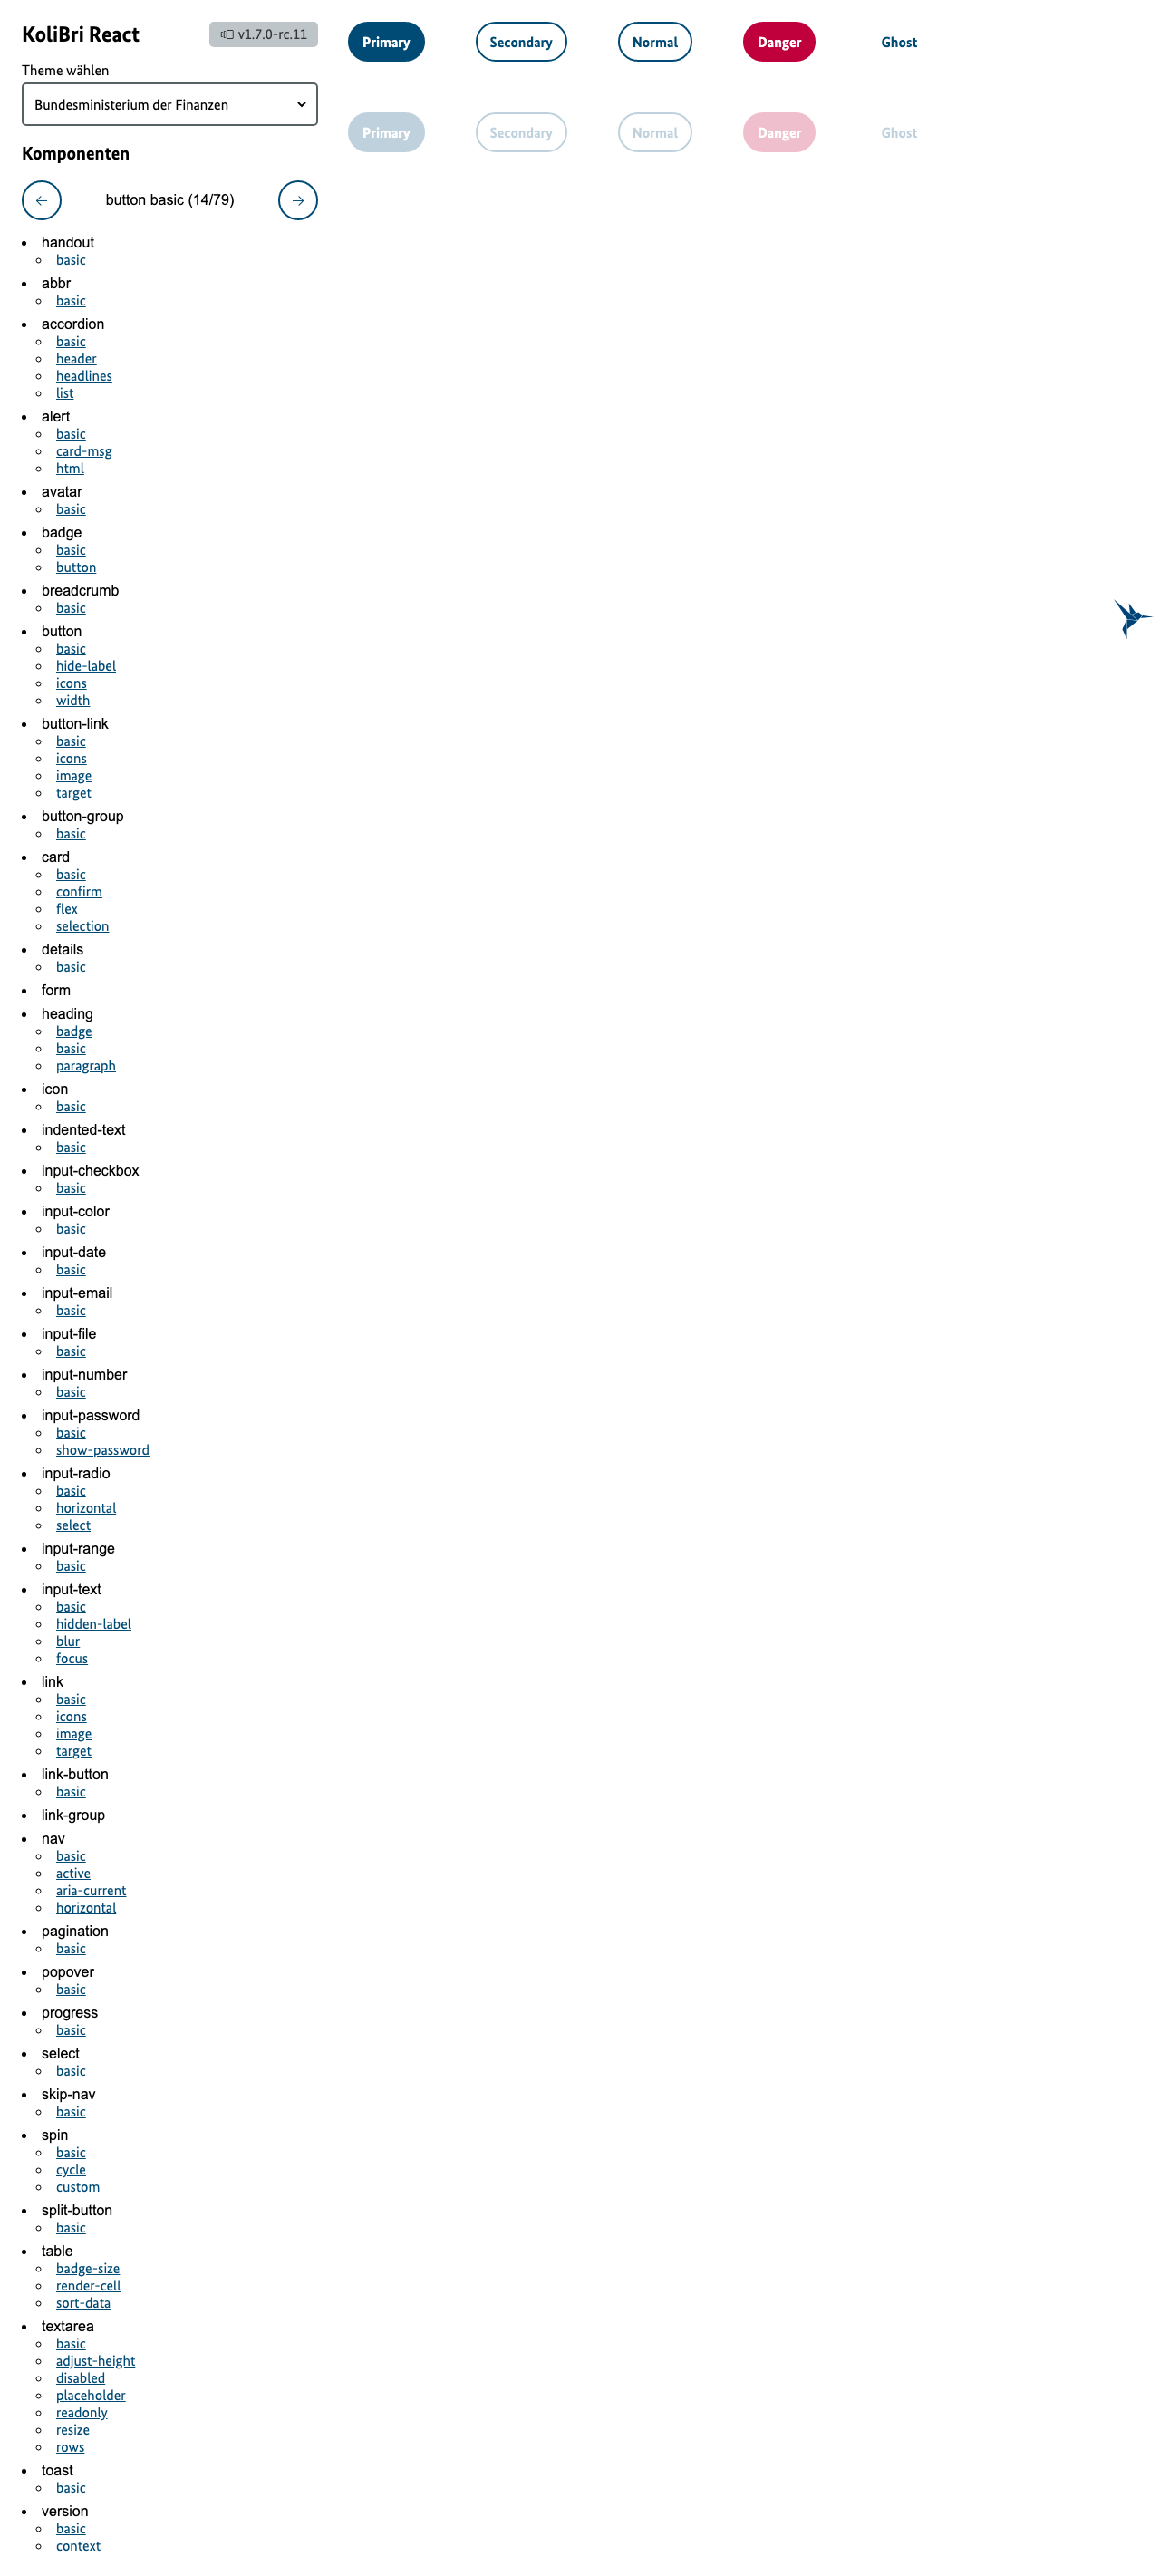 KoliBri React
v1.7.0-rc.11
Theme wählen
Bundesministerium der Finanzen
Komponenten
button basic (14/79)
handout
basic
abbr
basic
accordion
basic
header
headlines
list
alert
basic
card-msg
html
avatar
basic
badge
basic
button
breadcrumb
basic
button
basic
hide-label
icons
width
button-link
basic
icons
image
target
button-group
basic
card
basic
confirm
flex
selection
details
basic
form
heading
badge
basic
paragraph
icon
basic
indented-text
basic
input-checkbox
basic
input-color
basic
input-date
basic
input-email
basic
input-file
basic
input-number
basic
input-password
basic
show-password
input-radio
basic
horizontal
select
input-range
basic
input-text
basic
hidden-label
blur
focus
link
basic
icons
image
target
link-button
basic
link-group
nav
basic
active
aria-current
horizontal
pagination
basic
popover
basic
progress
basic
select
basic
skip-nav
basic
spin
basic
cycle
custom
split-button
basic
table
badge-size
render-cell
sort-data
textarea
basic
adjust-height
disabled
placeholder
readonly
resize
rows
toast
basic
version
basic
context
Primary Secondary Normal Danger Ghost
Primary Secondary Normal Danger Ghost